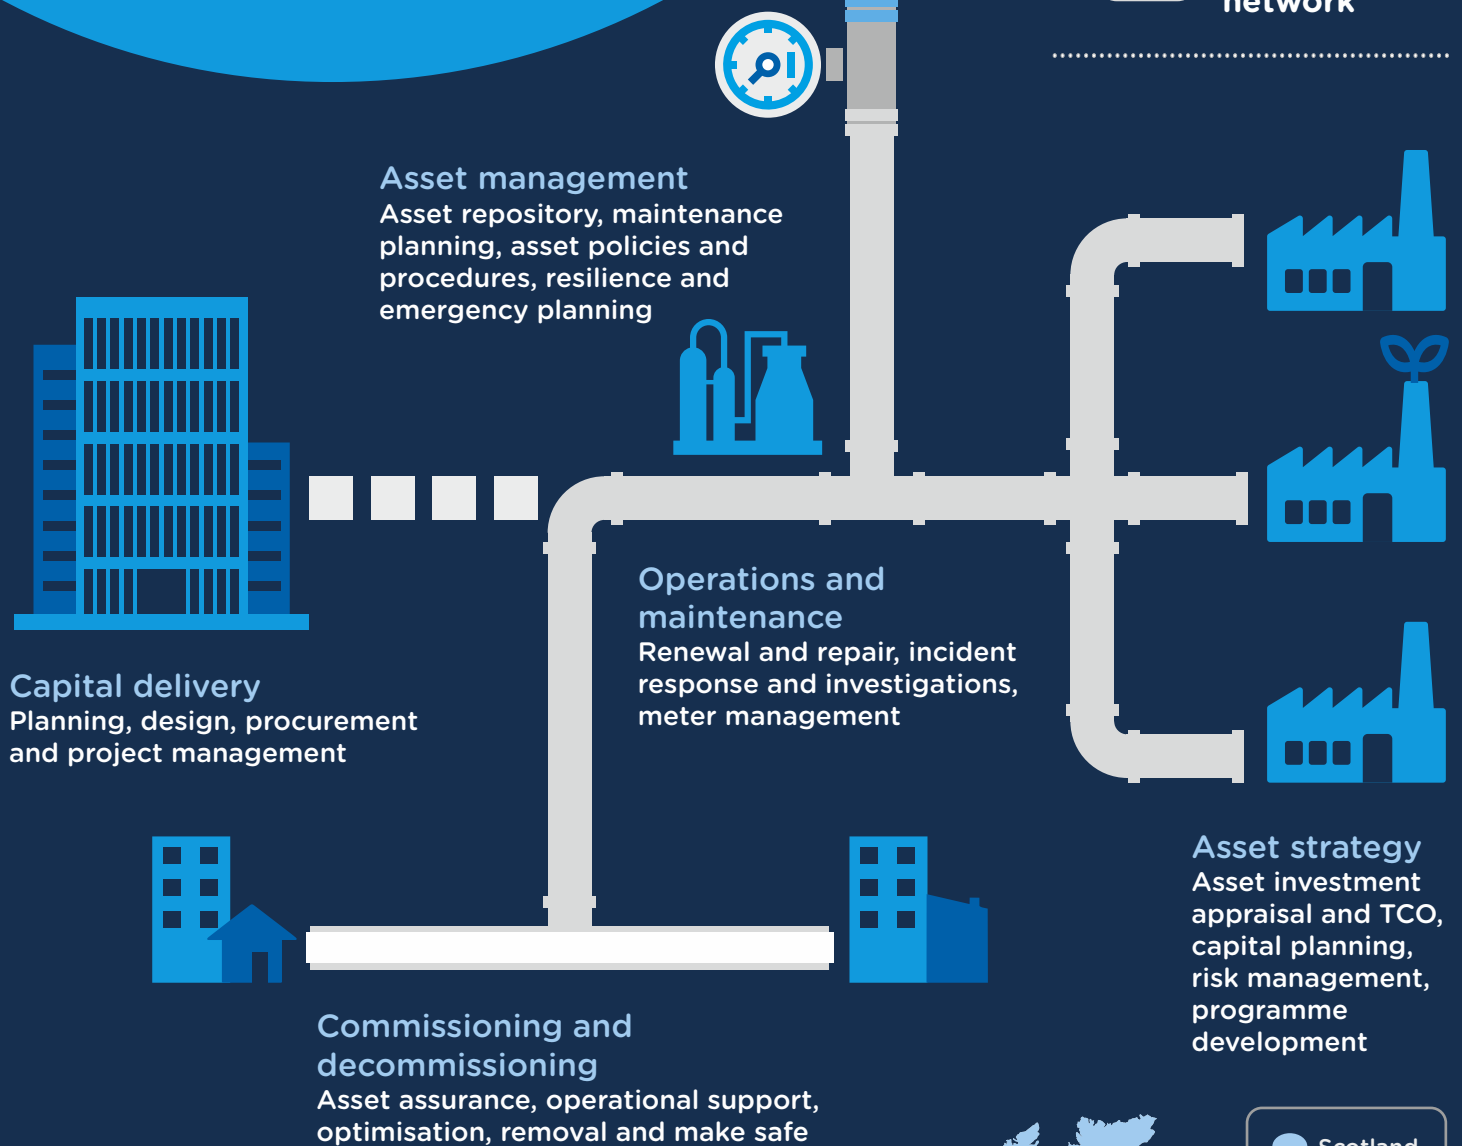 network
Asset management
Asset repository, maintenance
planning, asset policies and
procedures, resilience and
emergency planning
Operations and
maintenance
Renewal and repair, incident
response and investigations,
meter management
Capital delivery
Planning, design, procurement
and project management
Asset strategy
Asset investment
appraisal and TCO,
capital planning,
risk management,
programme
development
Commissioning and
decommissioning
Asset assurance, operational support,
optimisation, removal and make safe
Scotland